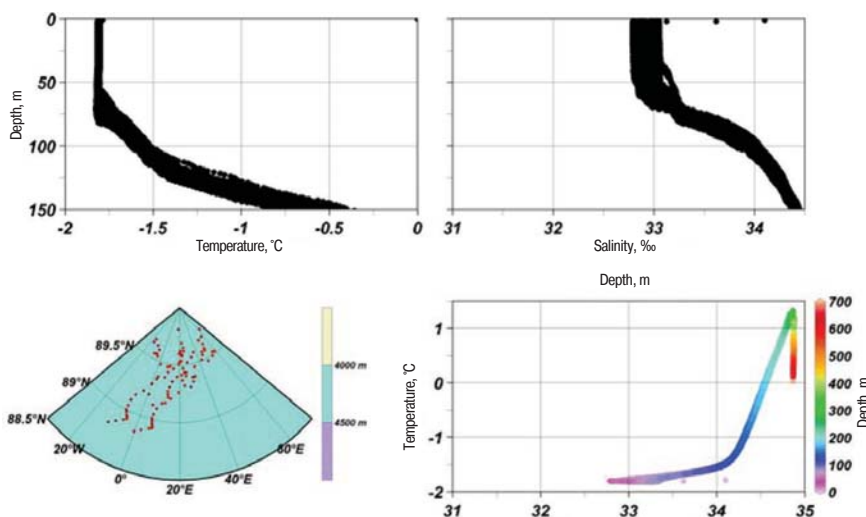 0
50
100
150
Depth, m
-2 -1.5 -1 -0.5 0
Temperature, °C
31 32 33 34
Salinity, ‰
89.5°N
89°N
88.5°N
20°W
0°
20°E
40°E
60°E
4000 m
4500 m
Depth, m
1
0
-1
-2
Temperature, °C
31 32 33 34 35
700
600
500
400
300
200
100
0
Depth, m